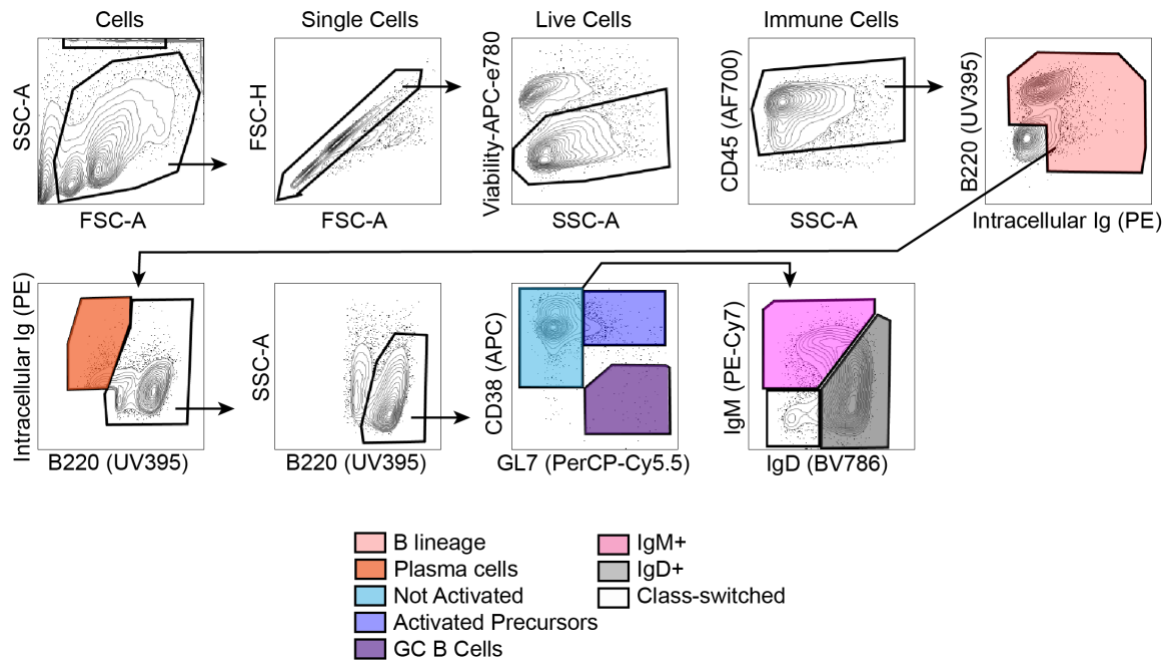 Cells
Single Cells
Live Cells
Immune Cells
SSC-A
FSC-A
FSC-H
FSC-A
Viability-APC-e780
SSC-A
CD45 (AF700)
SSC-A
B220 (UV395)
Intracellular Ig (PE)
Intracellular Ig (PE)
B220 (UV395)
SSC-A
B220 (UV395)
CD38 (APC)
GL7 (PerCP-Cy5.5)
IgM (PE-Cy7)
IgD (BV786)
B lineage
Plasma cells
Not Activated
Activated Precursors
GC B Cells
IgM+
IgD+
Class-switched